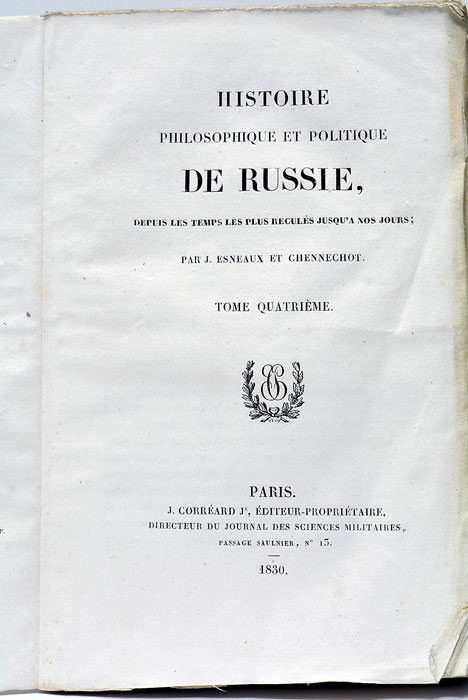 HISTOIRE
PHILOSOPHIQUE ET POLITIQUE
DE RUSSIE,
DEPUIS LES TEMPS LES PLUS RECULÉS JUSQU'A NOS JOURS;
PAR J. ESNEAUX ET CHENNECHOT.
TOME QUATRIÈME.
PARIS.
J. CORRÉARD Jᵉ, ÉDITEUR-PROPRIÉTAIRE,
DIRECTEUR DU JOURNAL DES SCIENCES MILITAIRES,
PASSAGE SAULNIER, N° 13.
1830.